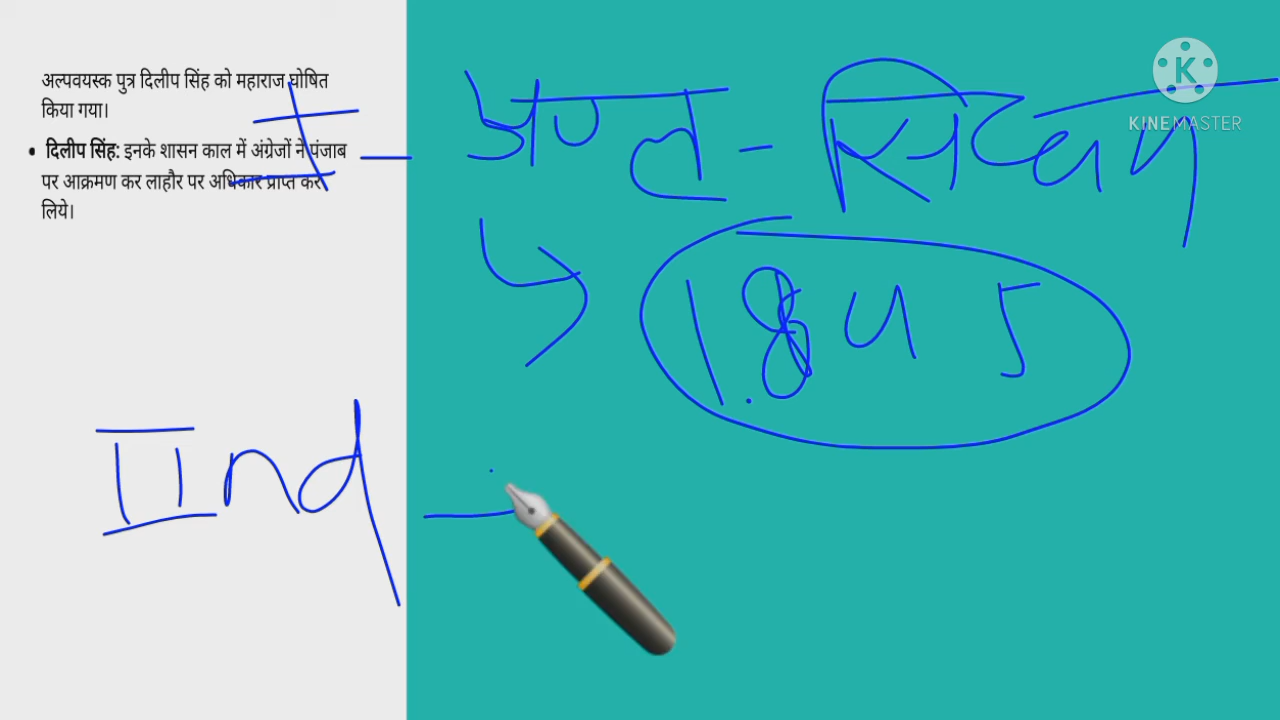 अल्पवयस्क पुत्र दिलीप सिंह को महाराज घोषित
किया गया।
• दिलीप सिंह: इनके शासन काल में अंग्रेजों ने पंजाब
पर आक्रमण कर लाहौर पर अधिकार प्राप्त कर
लिये।
I -
1845
IInd -
KINEMASTER